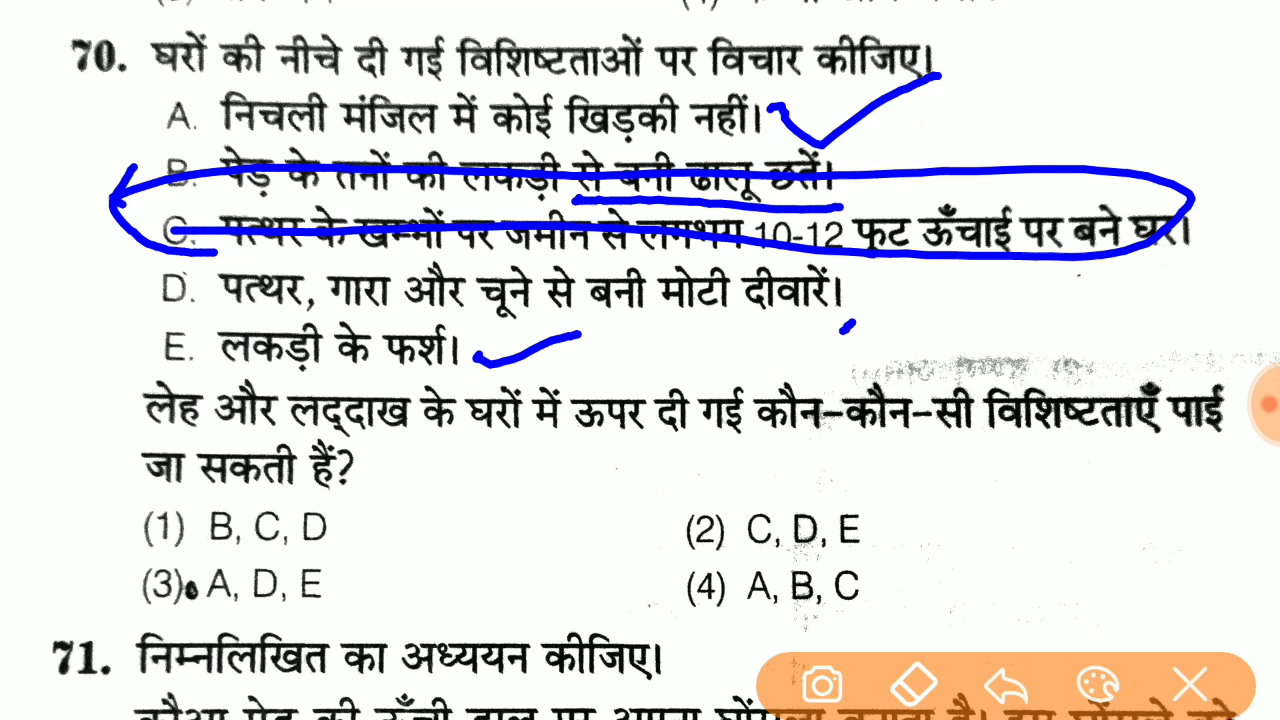 70. घरों की नीचे दी गई विशिष्टताओं पर विचार कीजिए।
A. निचली मंजिल में कोई खिड़की नहीं।
B. पेड़ के तनों की लकड़ी से बनी ढालू छतें।
C. पत्थर के खम्भों पर जमीन से लगभग 10-12 फुट ऊँचाई पर बने घर।
D. पत्थर, गारा और चूने से बनी मोटी दीवारें।
E. लकड़ी के फर्श।
लेह और लद्दाख के घरों में ऊपर दी गई कौन-कौन-सी विशिष्टताएँ पाई
जा सकती हैं?
(1) B, C, D (2) C, D, E
(3) A, D, E (4) A, B, C
71. निम्नलिखित का अध्ययन कीजिए।